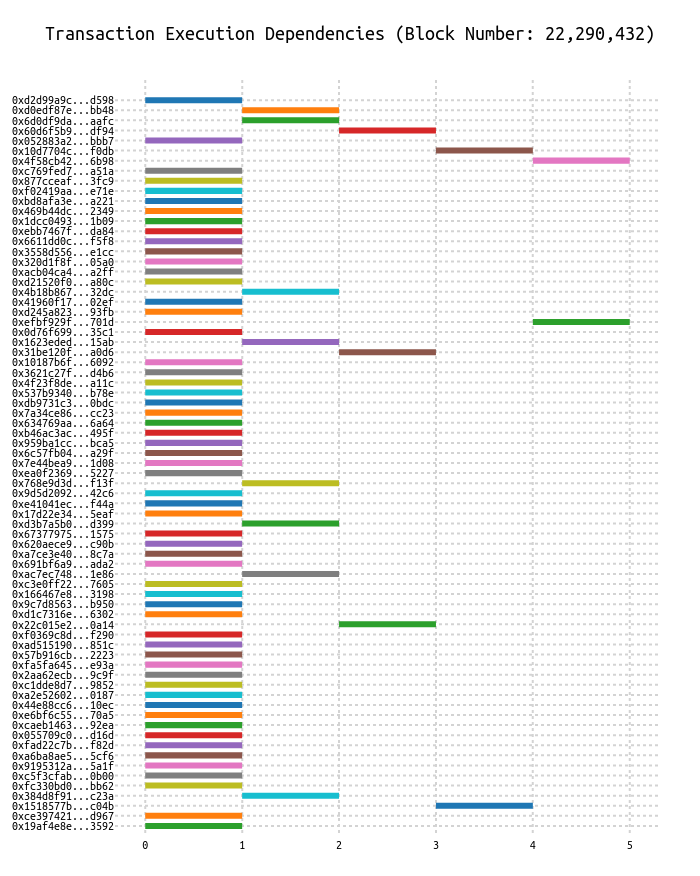 Transaction Execution Dependencies (Block Number: 22,290,432)
0xd2d99a9c...d598
0xd0edf87e...bb48
0x6d0df9da...aafc
0x60d6f5b9...df94
0x052883a2...bbb7
0x10d7704c...f0db
0x4f58cb42...6b98
0xc769fed7...a51a
0x877cceaf...3fc9
0xf02419aa...e71e
0xbd8afa3e...a221
0x469b44dc...2349
0x1dcc0493...1b09
0xebb7467f...da84
0x6611dd0c...f5f8
0x3558d556...e1cc
0x320d1f8f...05a0
0xacb04ca4...a2ff
0xd21520f0...a80c
0x4b18b867...32dc
0x41960f17...02ef
0xd245a823...93fb
0xefbf929f...701d
0x0d76f699...35c1
0x1623eded...15ab
0x31be120f...a0d6
0x10187b6f...6092
0x3621c27f...d4b6
0x4f23f8de...a11c
0x537b9340...b78e
0xdb9731c3...0bdc
0x7a34ce86...cc23
0x634769aa...6a64
0xb46ac3ac...495f
0x959ba1cc...bca5
0x6c57fb04...a29f
0x7e44bea9...1d08
0xea0f2369...5227
0x768e9d3d...f13f
0x9d5d2092...42c6
0xe41041ec...f44a
0x17d22e34...5eaf
0xd3b7a5b0...d399
0x67377975...1575
0x620aece9...c90b
0xa7ce3e40...8c7a
0x691bf6a9...ada2
0xac7ec748...1e86
0xc3e0ff22...7605
0x166467e8...3198
0x9c7d8563...b950
0xd1c7316e...6302
0x22c015e2...0a14
0xf0369c8d...f290
0xad515190...851c
0x57b916cb...2223
0xfa5fa645...e93a
0x2aa62ecb...9c9f
0xc1dde8d7...9852
0xa2e52602...0187
0x44e88cc6...10ec
0xe6bf6c55...70a5
0xcaeb1463...92ea
0x055709c0...d16d
0xfad22c7b...f82d
0xa6ba8ae5...5cf6
0x9195312a...5a1f
0xc5f3cfab...0b00
0xfc330bd0...bb62
0x384d8f91...c23a
0x1518577b...c04b
0xce397421...d967
0x19af4e8e...3592
0 1 2 3 4 5